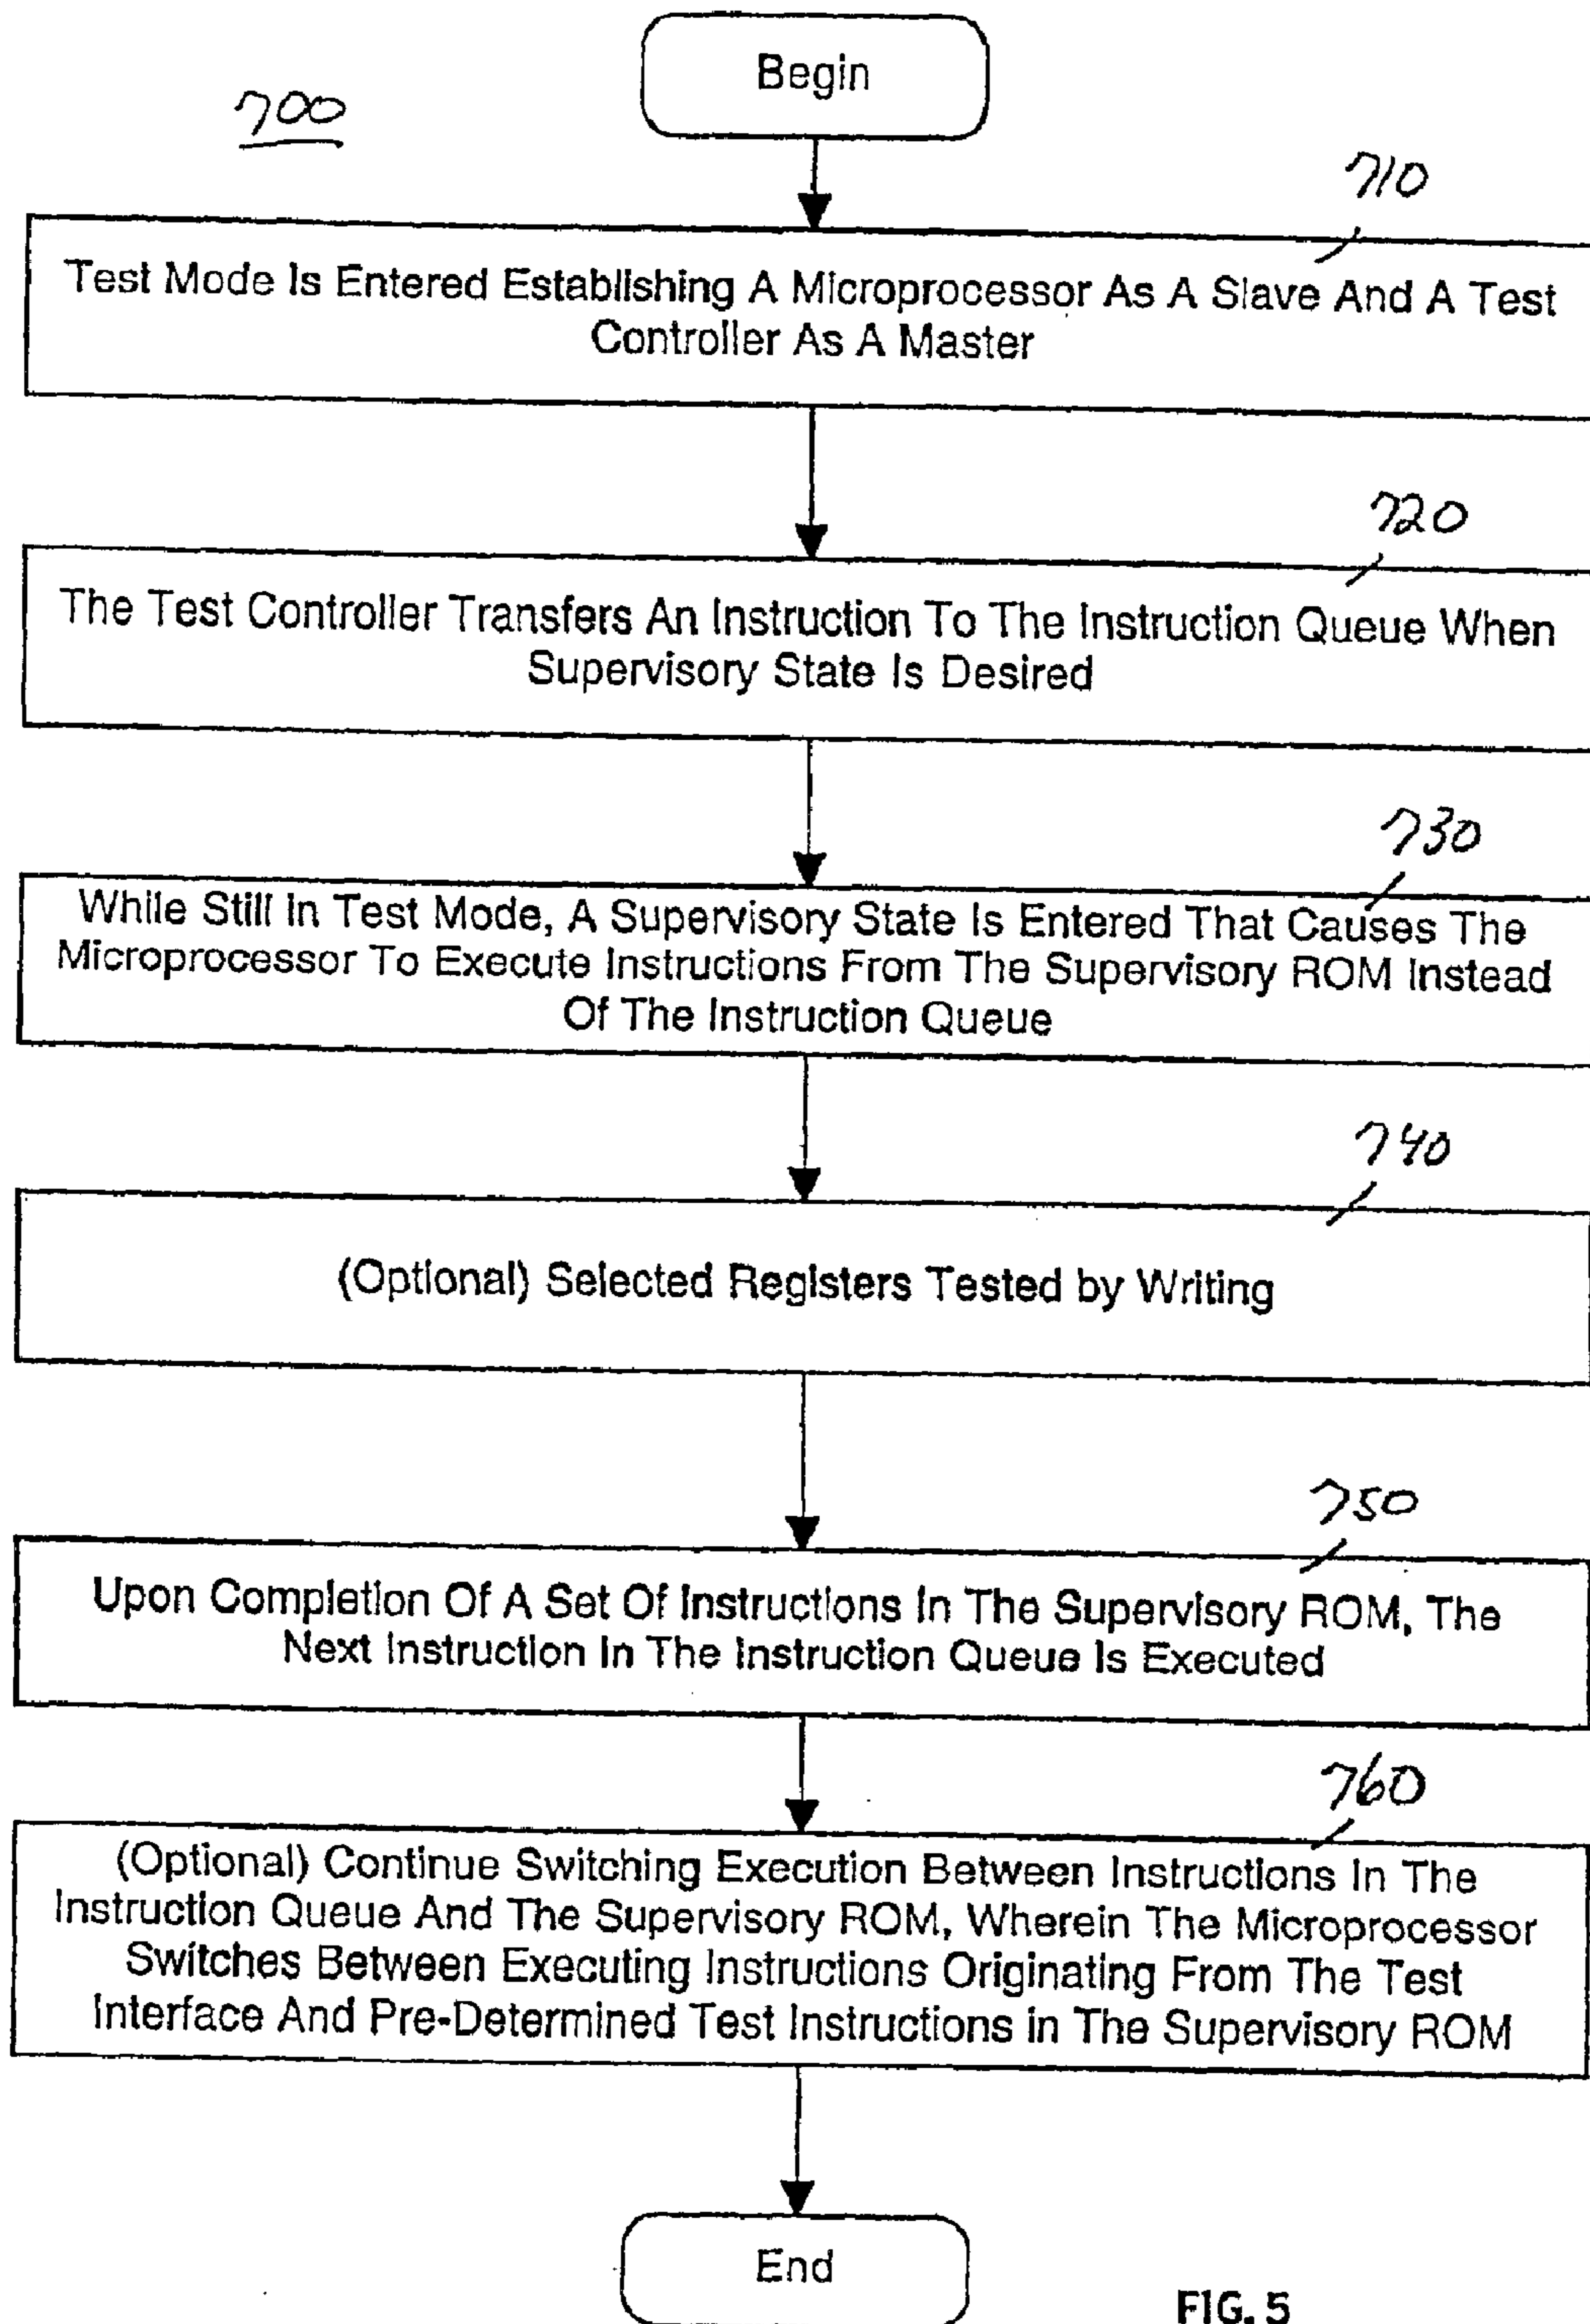 Begin
700
710
Test Mode Is Entered Establishing A Microprocessor As A Slave And A Test
Controller As A Master
720
The Test Controller Transfers An Instruction To The Instruction Queue When
Supervisory State Is Desired
730
While Still In Test Mode, A Supervisory State Is Entered That Causes The
Microprocessor To Execute Instructions From The Supervisory ROM Instead
Of The Instruction Queue
740
(Optional) Selected Registers Tested by Writing
750
Upon Completion Of A Set Of Instructions In The Supervisory ROM, The
Next Instruction In The Instruction Queue Is Executed
760
(Optional) Continue Switching Execution Between Instructions In The
Instruction Queue And The Supervisory ROM, Wherein The Microprocessor
Switches Between Executing Instructions Originating From The Test
Interface And Pre-Determined Test Instructions in The Supervisory ROM
End
FIG. 5